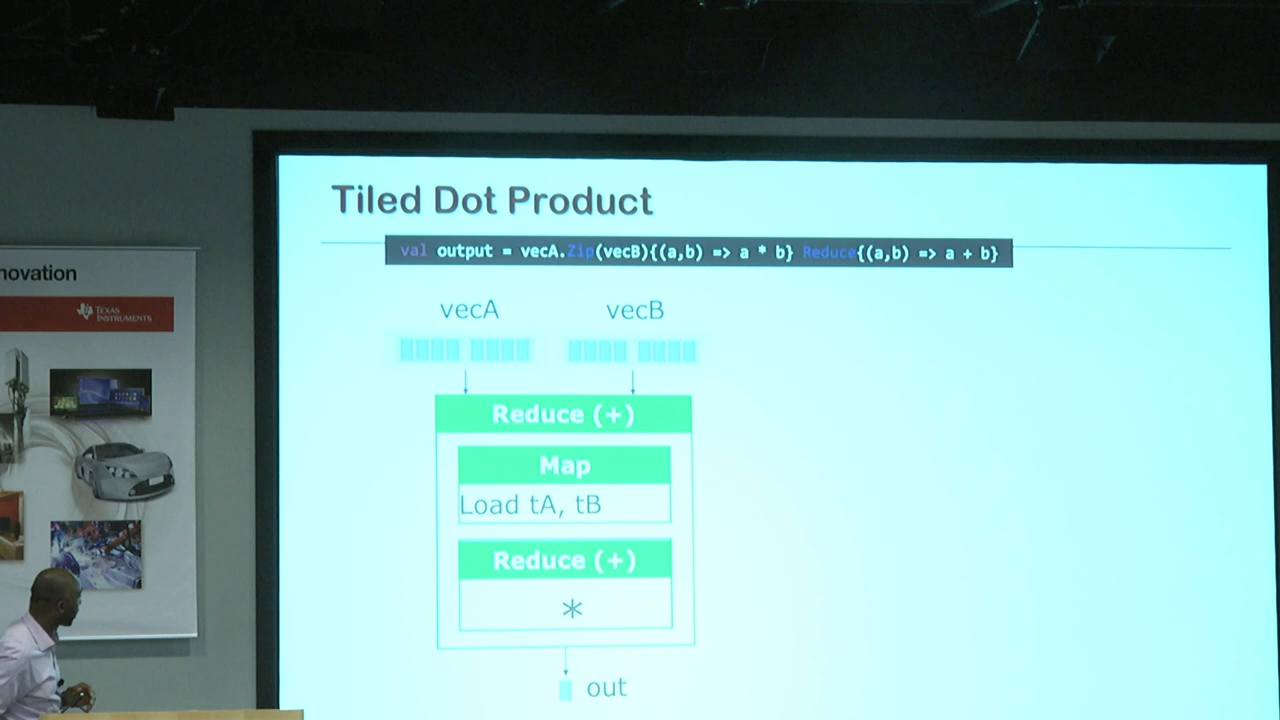 Tiled Dot Product
val output = vecA.Zip(vecB){(a,b) => a * b} Reduce{(a,b) => a + b}
novation
TEXAS
INSTRUMENTS
vecA vecB
Reduce (+)
Map
Load tA, tB
Reduce (+)
*
out